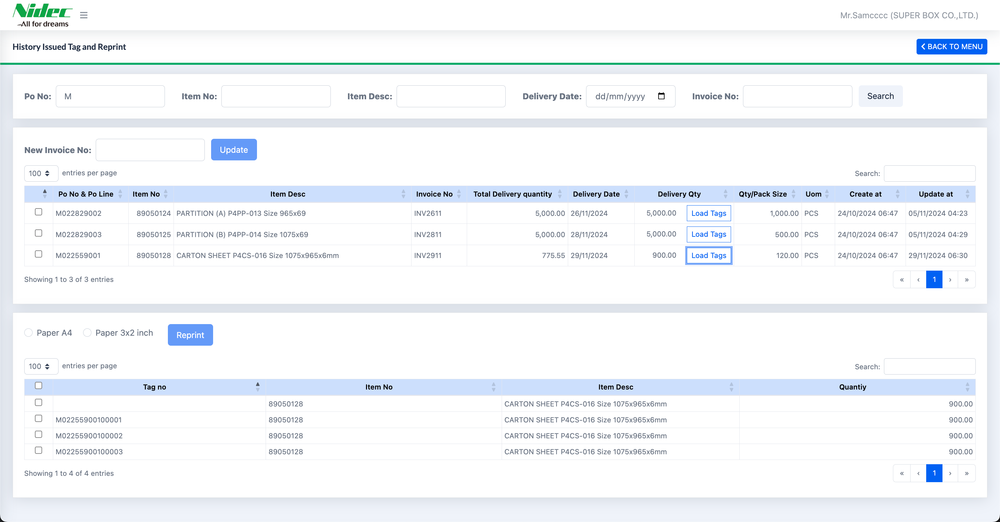 Nidec
All for dreams
Mr.Samcccc (SUPER BOX CO.,LTD.)
History Issued Tag and Reprint
BACK TO MENU
Po No: M Item No: Item Desc: Delivery Date: dd/mm/yyyy Invoice No: Search
New Invoice No: Update
100 entries per page Search:
Po No & Po Line Item No Item Desc Invoice No Total Delivery quantity Delivery Date Delivery Qty Qty/Pack Size Uom Create at Update at
M022829002 89050124 PARTITION (A) P4PP-013 Size 965x69 INV2611 5,000.00 26/11/2024 5,000.00 Load Tags 1,000.00 PCS 24/10/2024 06:47 05/11/2024 04:23
M022829003 89050125 PARTITION (B) P4PP-014 Size 1075x69 INV2811 5,000.00 28/11/2024 5,000.00 Load Tags 500.00 PCS 24/10/2024 06:47 05/11/2024 04:29
M022559001 89050128 CARTON SHEET P4CS-016 Size 1075x965x6mm INV2911 775.55 29/11/2024 900.00 Load Tags 120.00 PCS 24/10/2024 06:47 29/11/2024 06:30
Showing 1 to 3 of 3 entries « ‹ 1 › »
Paper A4 Paper 3x2 inch Reprint
100 entries per page Search:
Tag no Item No Item Desc Quantiy
89050128 CARTON SHEET P4CS-016 Size 1075x965x6mm 900.00
M02255900100001 89050128 CARTON SHEET P4CS-016 Size 1075x965x6mm 900.00
M02255900100002 89050128 CARTON SHEET P4CS-016 Size 1075x965x6mm 900.00
M02255900100003 89050128 CARTON SHEET P4CS-016 Size 1075x965x6mm 900.00
Showing 1 to 4 of 4 entries « ‹ 1 › »